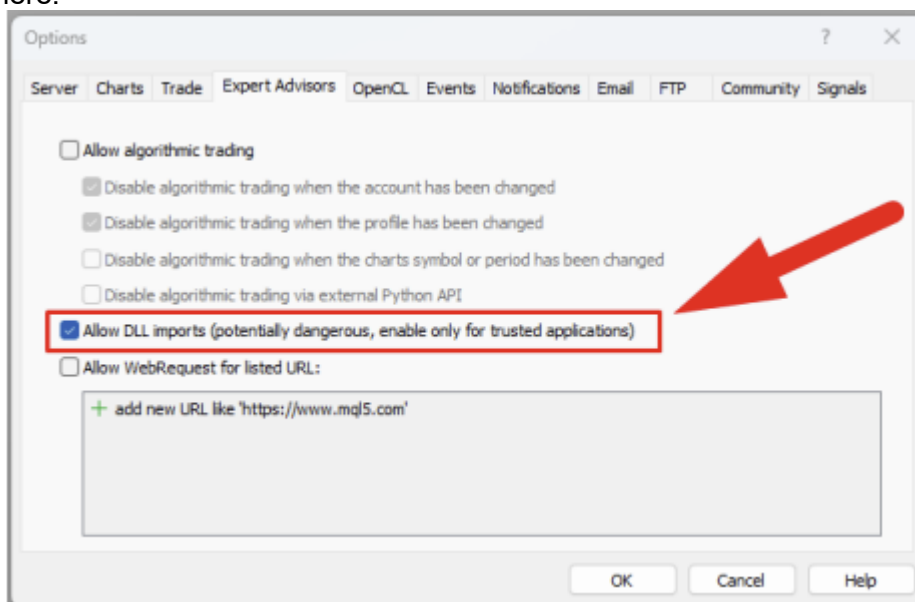 here.
Options ?
Server Charts Trade Expert Advisors OpenCL Events Notifications Email FTP Community Signals
Allow algorithmic trading
Disable algorithmic trading when the account has been changed
Disable algorithmic trading when the profile has been changed
Disable algorithmic trading when the charts symbol or period has been changed
Disable algorithmic trading via external Python API
Allow DLL imports (potentially dangerous, enable only for trusted applications)
Allow WebRequest for listed URL:
+ add new URL like 'https://www.mql5.com'
OK Cancel Help